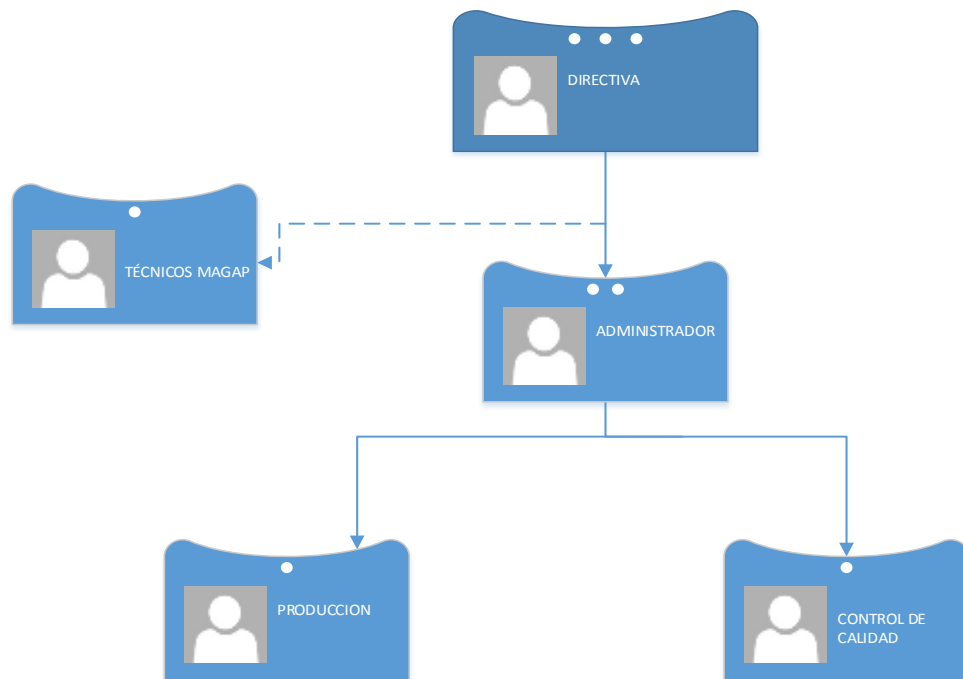 DIRECTIVA
TÉCNICOS MAGAP
ADMINISTRADOR
PRODUCCION
CONTROL DE
CALIDAD